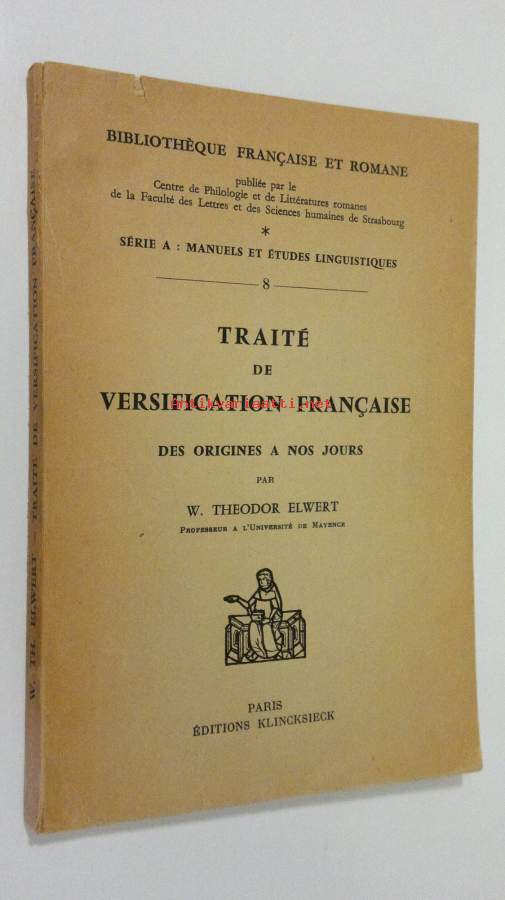 BIBLIOTHÈQUE FRANÇAISE ET ROMANE
publiée par le
Centre de Philologie et de Littératures romanes
de la Faculté des Lettres et des Sciences humaines de Strasbourg
*
SÉRIE A : MANUELS ET ÉTUDES LINGUISTIQUES
8
TRAITÉ
DE
VERSIFICATION FRANÇAISE
antikvariaatti.net
DES ORIGINES A NOS JOURS
PAR
W. THEODOR ELWERT
PROFESSEUR A L'UNIVERSITÉ DE MAYENCE
PARIS
ÉDITIONS KLINCKSIECK
W. TH. ELWERT - TRAITÉ DE VERSIFICATION FRANÇAISE